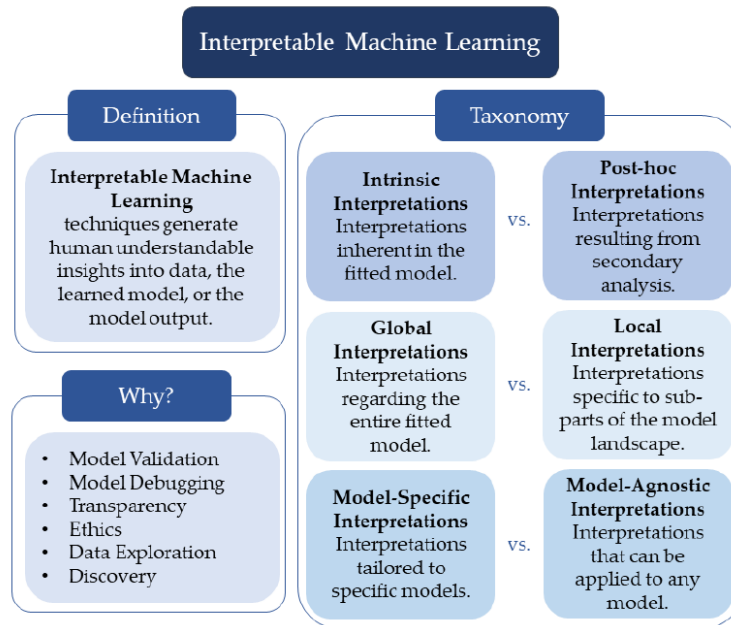 Interpretable Machine Learning
Definition
Interpretable Machine
Learning
techniques generate
human understandable
insights into data, the
learned model, or the
model output.
Why?
• Model Validation
• Model Debugging
• Transparency
• Ethics
• Data Exploration
• Discovery
Taxonomy
Intrinsic
Interpretations
Interpretations
inherent in the
fitted model.
vs.
Post-hoc
Interpretations
Interpretations
resulting from
secondary
analysis.
Global
Interpretations
Interpretations
regarding the
entire fitted
model.
vs.
Local
Interpretations
Interpretations
specific to sub-
parts of the model
landscape.
Model-Specific
Interpretations
Interpretations
tailored to
specific models.
vs.
Model-Agnostic
Interpretations
Interpretations
that can be
applied to any
model.